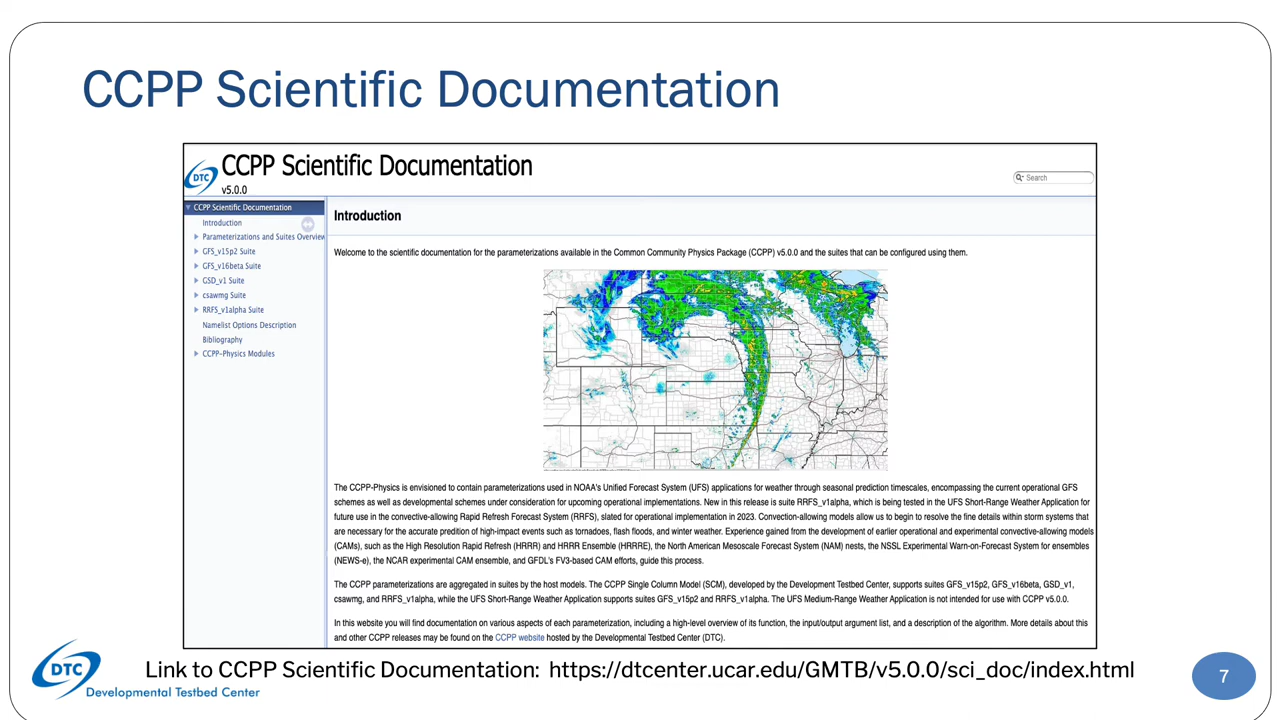 CCPP Scientific Documentation
DTC
CCPP Scientific Documentation
v5.0.0
Search
CCPP Scientific Documentation
Introduction
Parameterizations and Suites Overview
GFS_v15p2 Suite
GFS_v16beta Suite
GSD_v1 Suite
csawmg Suite
RRFS_v1alpha Suite
Namelist Options Description
Bibliography
CCPP-Physics Modules
Introduction
Welcome to the scientific documentation for the parameterizations available in the Common Community Physics Package (CCPP) v5.0.0 and the suites that can be configured using them.
The CCPP-Physics is envisioned to contain parameterizations used in NOAA's Unified Forecast System (UFS) applications for weather through seasonal prediction timescales, encompassing the current operational GFS
schemes as well as developmental schemes under consideration for upcoming operational implementations. New in this release is suite RRFS_v1alpha, which is being tested in the UFS Short-Range Weather Application for
future use in the convective-allowing Rapid Refresh Forecast System (RRFS), slated for operational implementation in 2023. Convection-allowing models allow us to begin to resolve the fine details within storm systems that
are necessary for the accurate predition of high-impact events such as tornadoes, flash floods, and winter weather. Experience gained from the development of earlier operational and experimental convective-allowing models
(CAMs), such as the High Resolution Rapid Refresh (HRRR) and HRRR Ensemble (HRRRE), the North American Mesoscale Forecast System (NAM) nests, the NSSL Experimental Warn-on-Forecast System for ensembles
(NEWS-e), the NCAR experimental CAM ensemble, and GFDL's FV3-based CAM efforts, guide this process.
The CCPP parameterizations are aggregated in suites by the host models. The CCPP Single Column Model (SCM), developed by the Development Testbed Center, supports suites GFS_v15p2, GFS_v16beta, GSD_v1,
csawmg, and RRFS_v1alpha, while the UFS Short-Range Weather Application supports suites GFS_v15p2 and RRFS_v1alpha. The UFS Medium-Range Weather Application is not intended for use with CCPP v5.0.0.
In this website you will find documentation on various aspects of each parameterization, including a high-level overview of its function, the input/output argument list, and a description of the algorithm. More details about this
and other CCPP releases may be found on the CCPP website hosted by the Developmental Testbed Center (DTC).
Link to CCPP Scientific Documentation: https://dtcenter.ucar.edu/GMTB/v5.0.0/sci_doc/index.html
DTC
Developmental Testbed Center
7